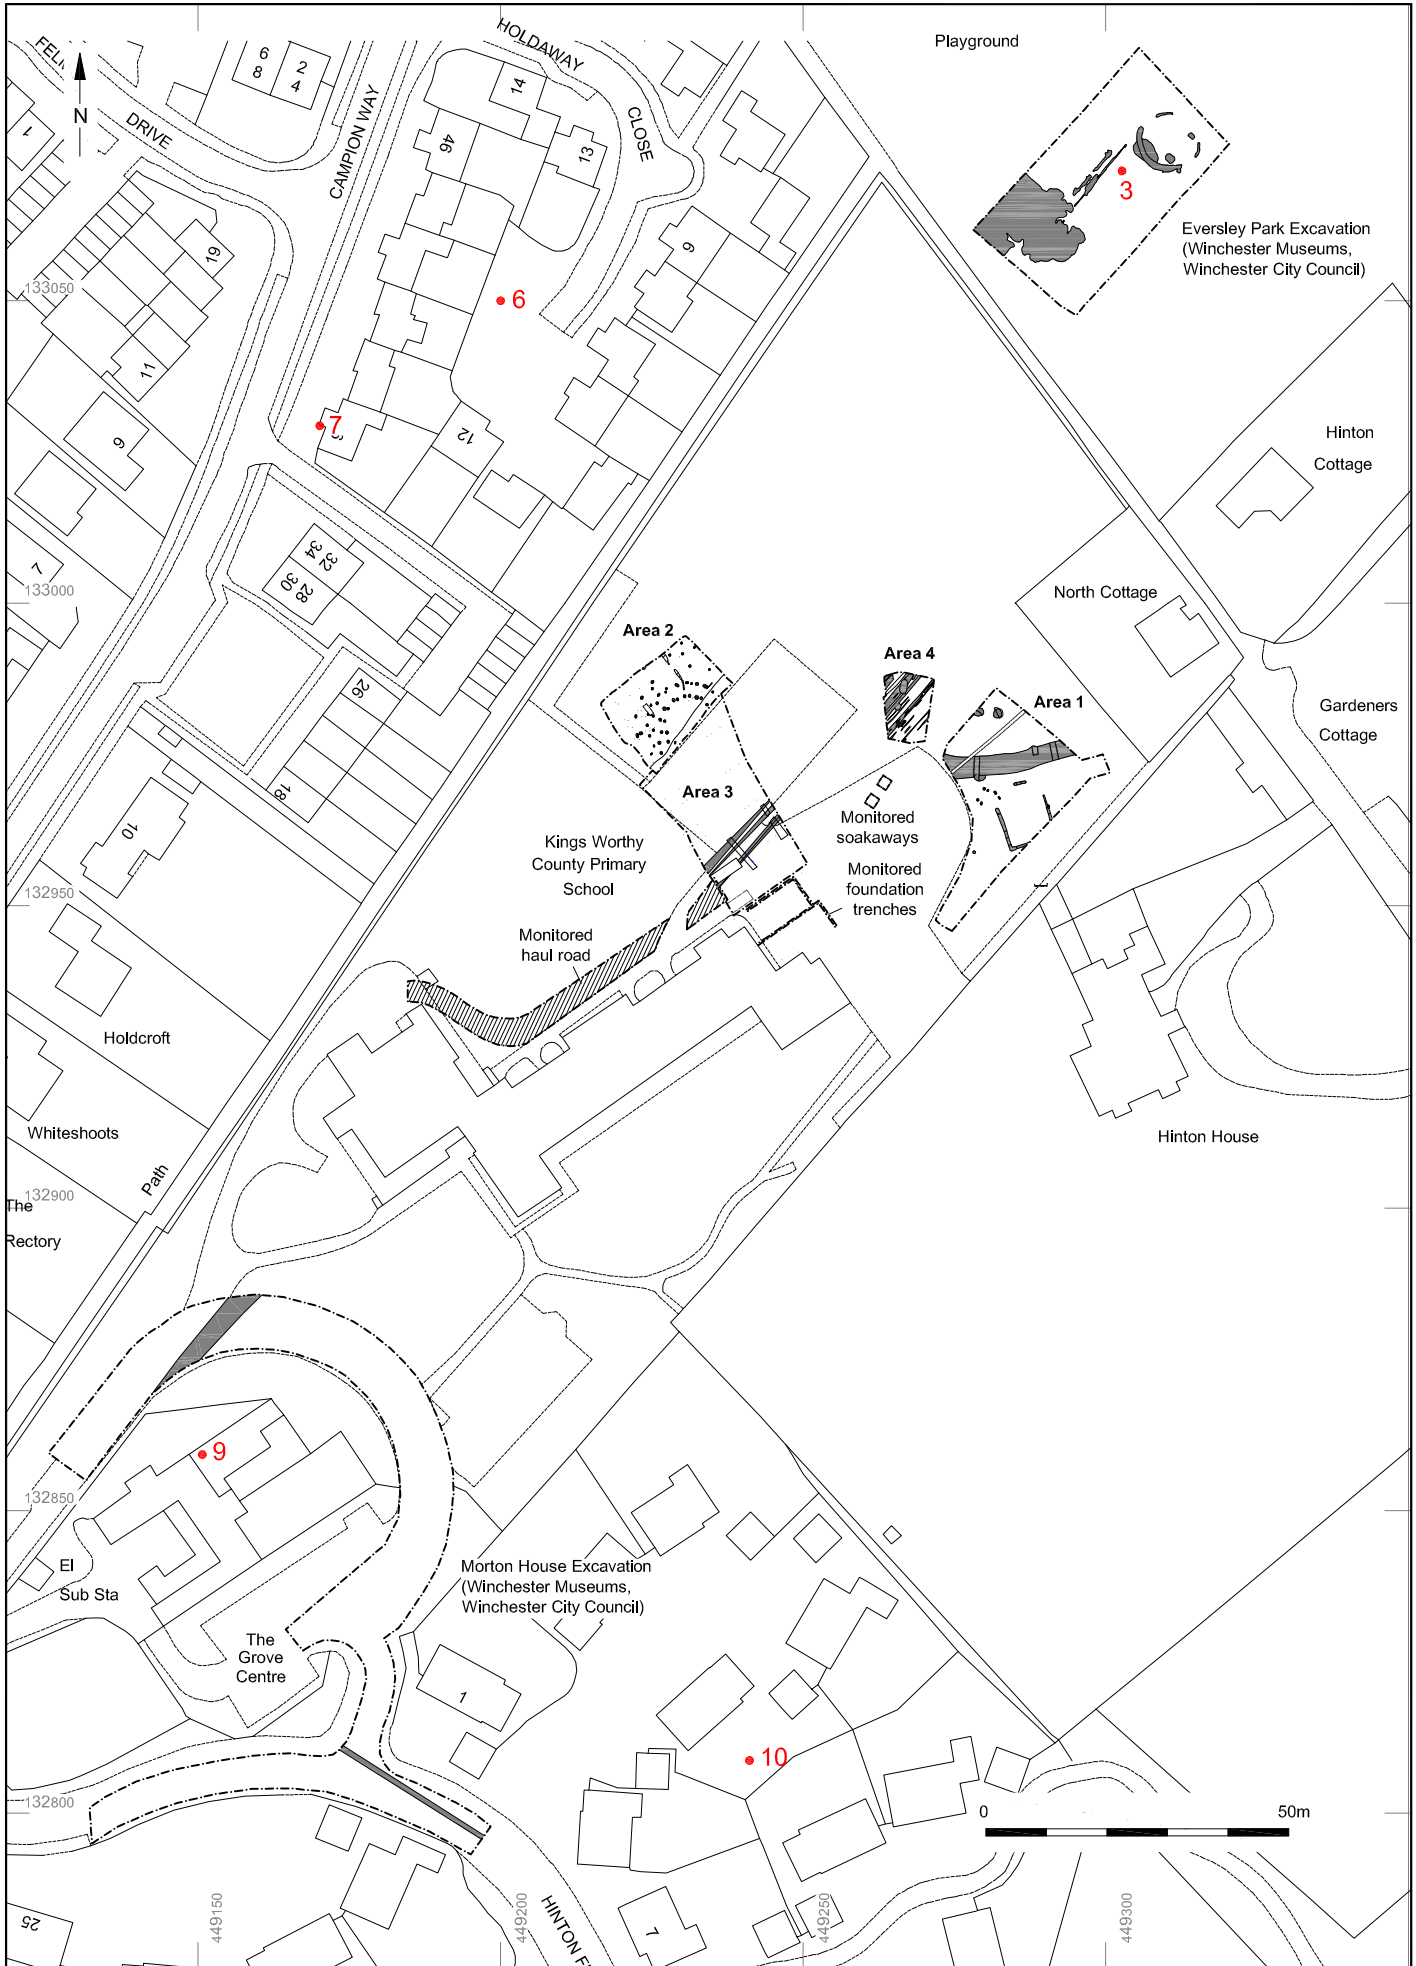 HOLDAWAY
CLOSE
Playground
6
8
2
4
14
46
13
1
N
DRIVE
CAMPION WAY
19
9
3
Eversley Park Excavation
(Winchester Museums,
Winchester City Council)
133050
6
11
7
5
12
Hinton
Cottage
7
34
32
30
28
133000
North Cottage
Area 2
Area 4
Area 1
26
Gardeners
Cottage
18
Area 3
10
Monitored
soakaways
Kings Worthy
County Primary
School
Monitored
foundation
trenches
132950
Monitored
haul road
Holdcroft
Whiteshoots
Hinton House
Path
132900
The
Rectory
9
132850
El
Sub Sta
Morton House Excavation
(Winchester Museums,
Winchester City Council)
The
Grove
Centre
1
10
132800
0
50m
449150
449200
449250
449300
25
7
HINTON